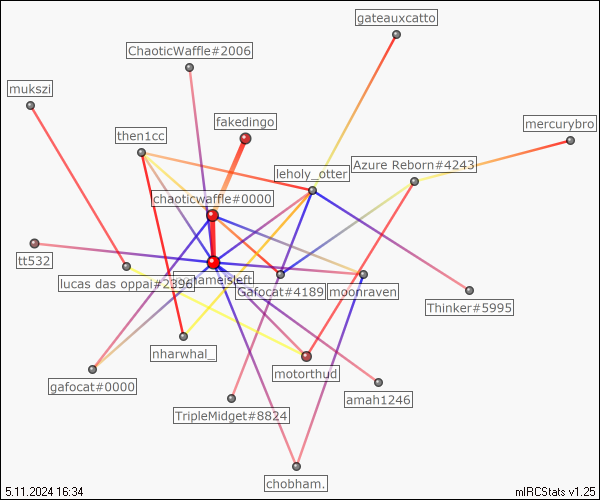 gateauxcatto
ChaoticWaffle#2006
mukszi
fakedingo
mercurybro
then1cc
Azure Reborn#4243
leholy_otter
chaoticwaffle#0000
tt532
lucas das oppai#2396
nameisleft
Gafocat#4189
moonraven
Thinker#5995
nharwhal_
motorthud
gafocat#0000
amah1246
TripleMidget#8824
chobham.
5.11.2024 16:34
mIRCStats v1.25